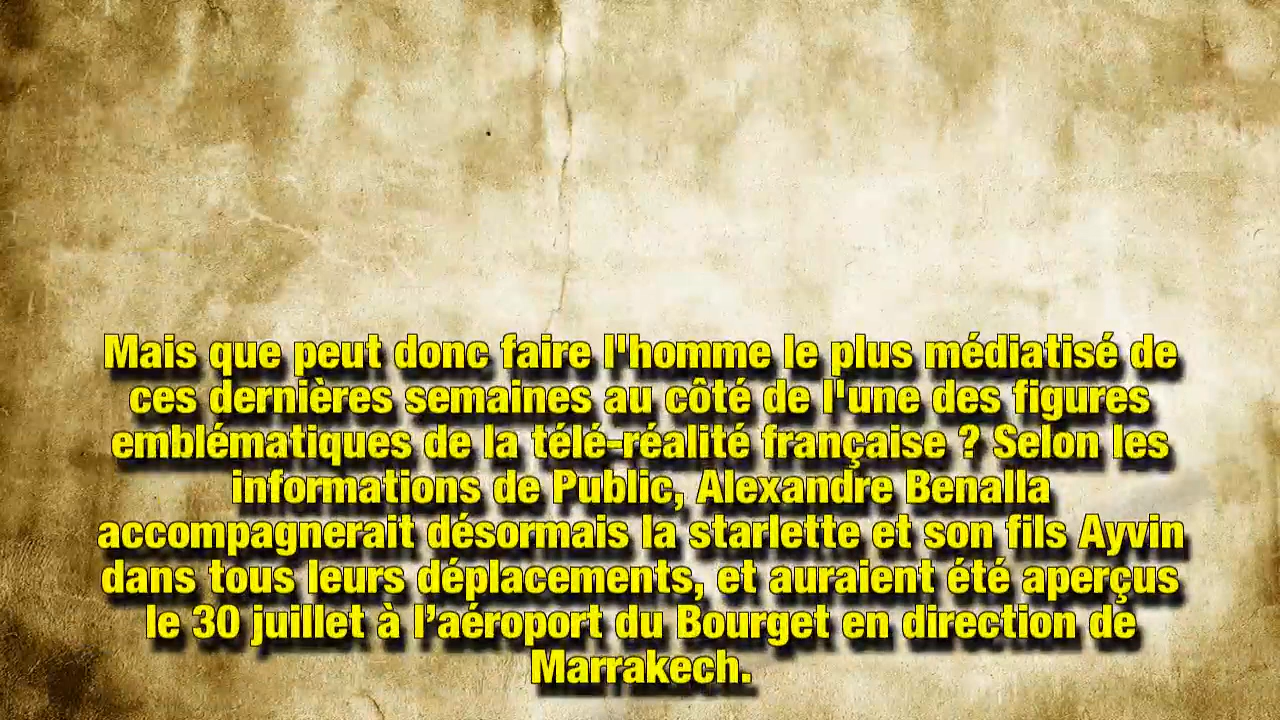 Mais que peut donc faire l'homme le plus médiatisé de
ces dernières semaines au côté de l'une des figures
emblématiques de la télé-réalité française ? Selon les
informations de Public, Alexandre Benalla
accompagnerait désormais la starlette et son fils Ayvin
dans tous leurs déplacements, et auraient été aperçus
le 30 juillet à l’aéroport du Bourget en direction de
Marrakech.